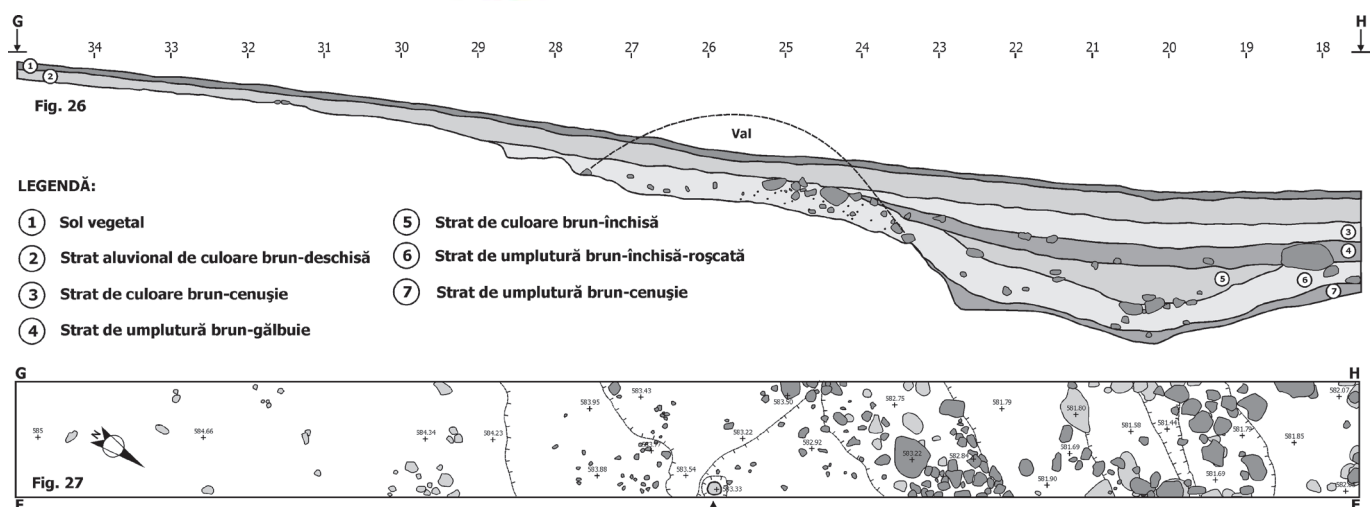 G H
34 33 32 31 30 29 28 27 26 25 24 23 22 21 20 19 18
1
2
Fig. 26
Val
3
4
5
6
7
LEGENDĂ:
1 Sol vegetal
2 Strat aluvional de culoare brun-deschisă
3 Strat de culoare brun-cenușie
4 Strat de umplutură brun-gălbuie
5 Strat de culoare brun-închisă
6 Strat de umplutură brun-închisă-roșcată
7 Strat de umplutură brun-cenușie
G H
583.43 583.50 582.07
583.95 582.75 581.79 581.80
585 584.66 584.34 584.23 583.22 581.58 581.44 581.79 581.85
582.92 583.22 582.84 581.69
583.88 583.54 581.90 581.69
N
Fig. 27
583.33